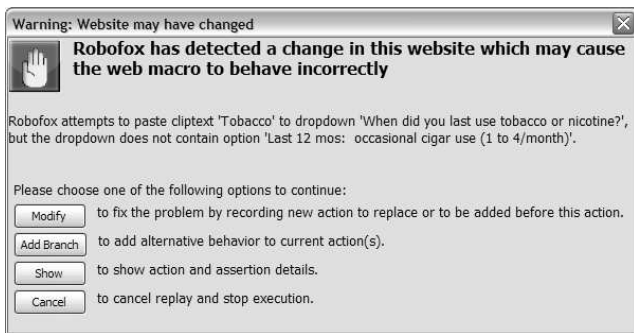 Warning: Website may have changed
Robofox has detected a change in this website which may cause
the web macro to behave incorrectly
Robofox attempts to paste cliptext 'Tobacco' to dropdown 'When did you last use tobacco or nicotine?',
but the dropdown does not contain option 'Last 12 mos:  occasional cigar use (1 to 4/month)'.
Please choose one of the following options to continue:
Modify to fix the problem by recording new action to replace or to be added before this action.
Add Branch to add alternative behavior to current action(s).
Show to show action and assertion details.
Cancel to cancel replay and stop execution.